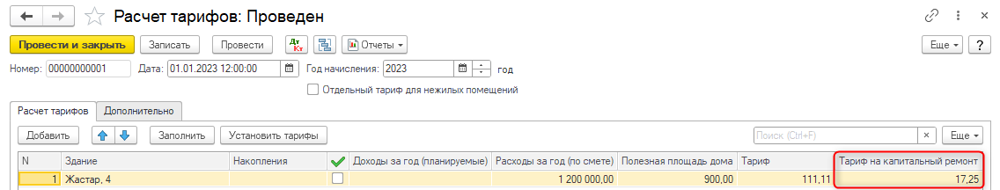 Расчет тарифов: Проведен
Провести и закрыть Записать Провести Дт Кт Отчеты Еще ?
Номер: 00000000001 Дата: 01.01.2023 12:00:00 Год начисления: 2023 год
Отдельный тариф для нежилых помещений
Расчет тарифов Дополнительно
Добавить Заполнить Установить тарифы Поиск (Ctrl+F) × Еще
N Здание Накопления Доходы за год (планируемые) Расходы за год (по смете) Полезная площадь дома Тариф Тариф на капитальный ремонт
1 Жастар, 4 1 200 000,00 900,00 111,11 17,25